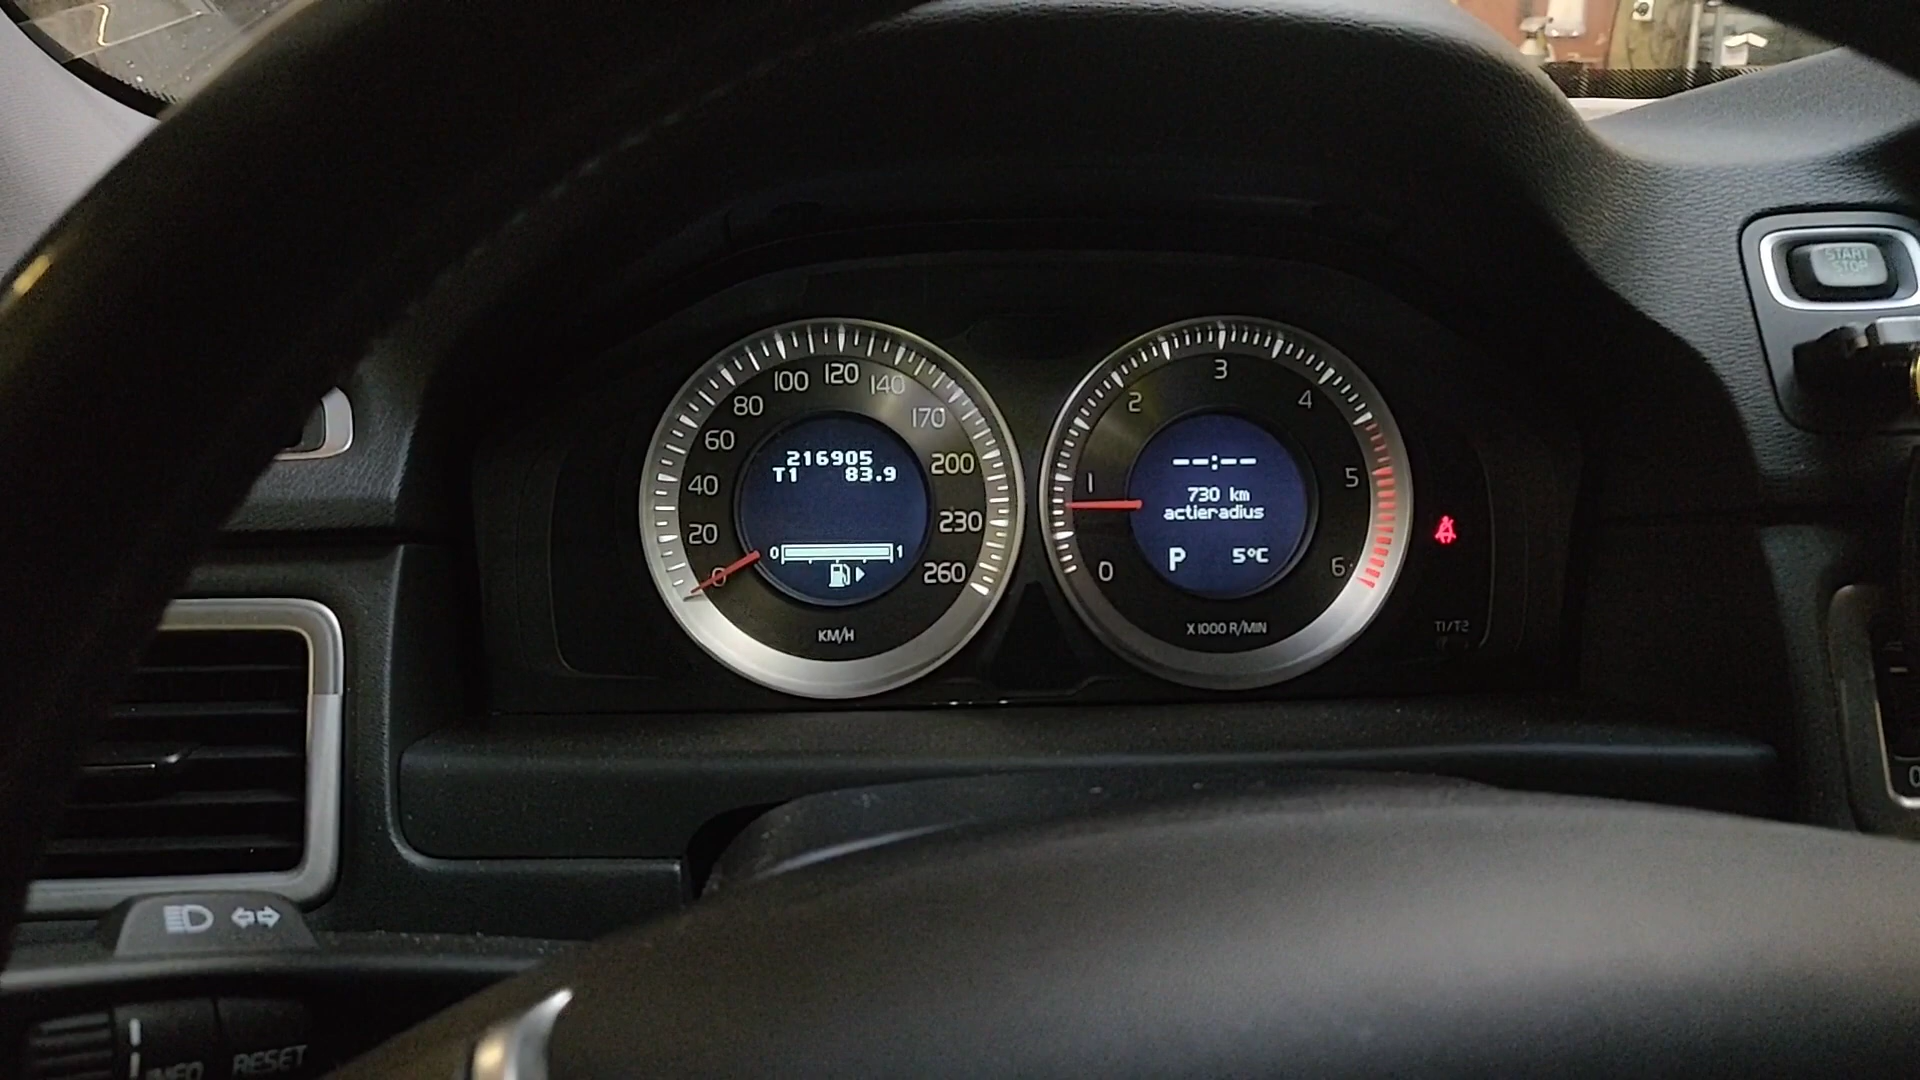 START
STOP
0
20
40
60
80
100
120
140
170
200
230
260
216905
T1 83.9
0 1
KM/H
0
1
2
3
4
5
6
--:--
730 km
actieradius
P 5°C
X1000 R/MIN
T1/T2
RESET